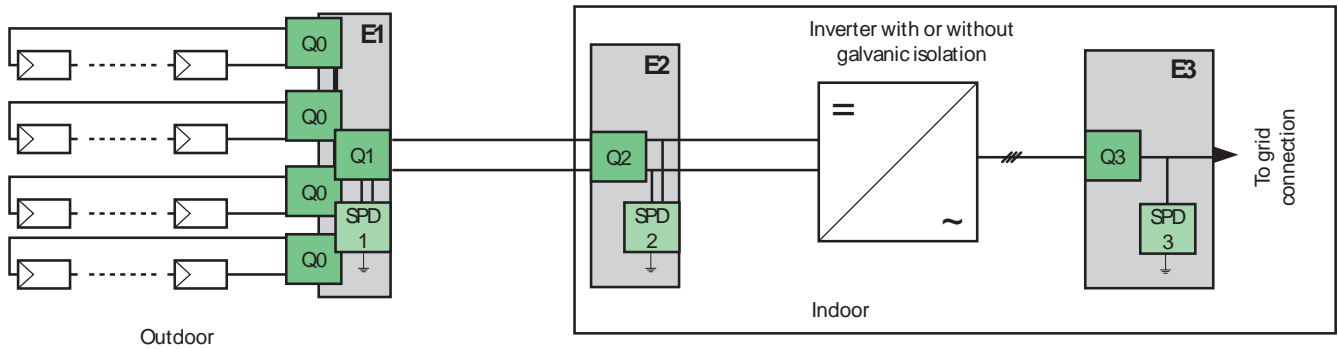 Q0
E1
Q0
Q1
Q0
SPD
1
Q0
Outdoor
E2
Q2
SPD
2
Inverter with or without
galvanic isolation
=
~
E3
Q3
SPD
3
To grid
connection
Indoor